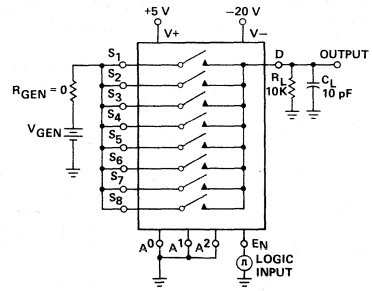 +5 V
−20 V
V+
V−
S1
S2
S3
S4
S5
S6
S7
S8
RGEN = 0
VGEN
D
OUTPUT
RL
10K
CL
10 pF
A0
A1
A2
EN
LOGIC
INPUT